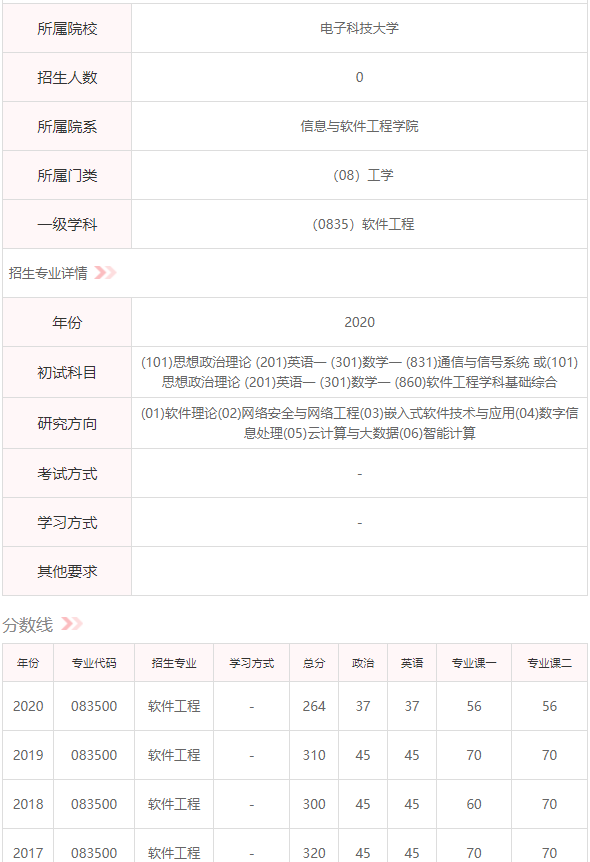 所属院校 电子科技大学
招生人数 0
所属院系 信息与软件工程学院
所属门类 （08）工学
一级学科 （0835）软件工程
招生专业详情
年份 2020
初试科目 (101)思想政治理论 (201)英语一 (301)数学一 (831)通信与信号系统 或(101)
思想政治理论 (201)英语一 (301)数学一 (860)软件工程学科基础综合
研究方向 (01)软件理论(02)网络安全与网络工程(03)嵌入式软件技术与应用(04)数字信
息处理(05)云计算与大数据(06)智能计算
考试方式 -
学习方式 -
其他要求
分数线
年份 专业代码 招生专业 学习方式 总分 政治 英语 专业课一 专业课二
2020 083500 软件工程 - 264 37 37 56 56
2019 083500 软件工程 - 310 45 45 70 70
2018 083500 软件工程 - 300 45 45 60 70
2017 083500 软件工程 - 320 45 45 70 70